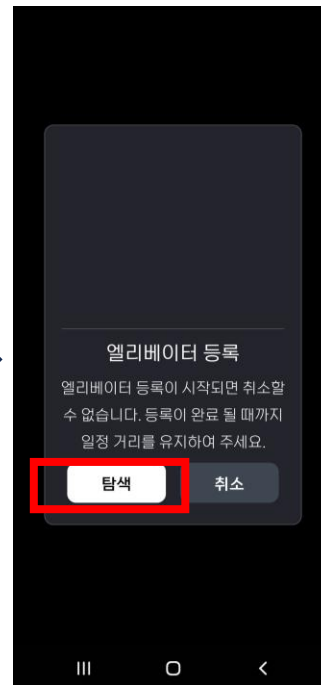 엘리베이터 등록
엘리베이터 등록이 시작되면 취소할
수 없습니다. 등록이 완료 될 때까지
일정 거리를 유지하여 주세요.
탐색 취소